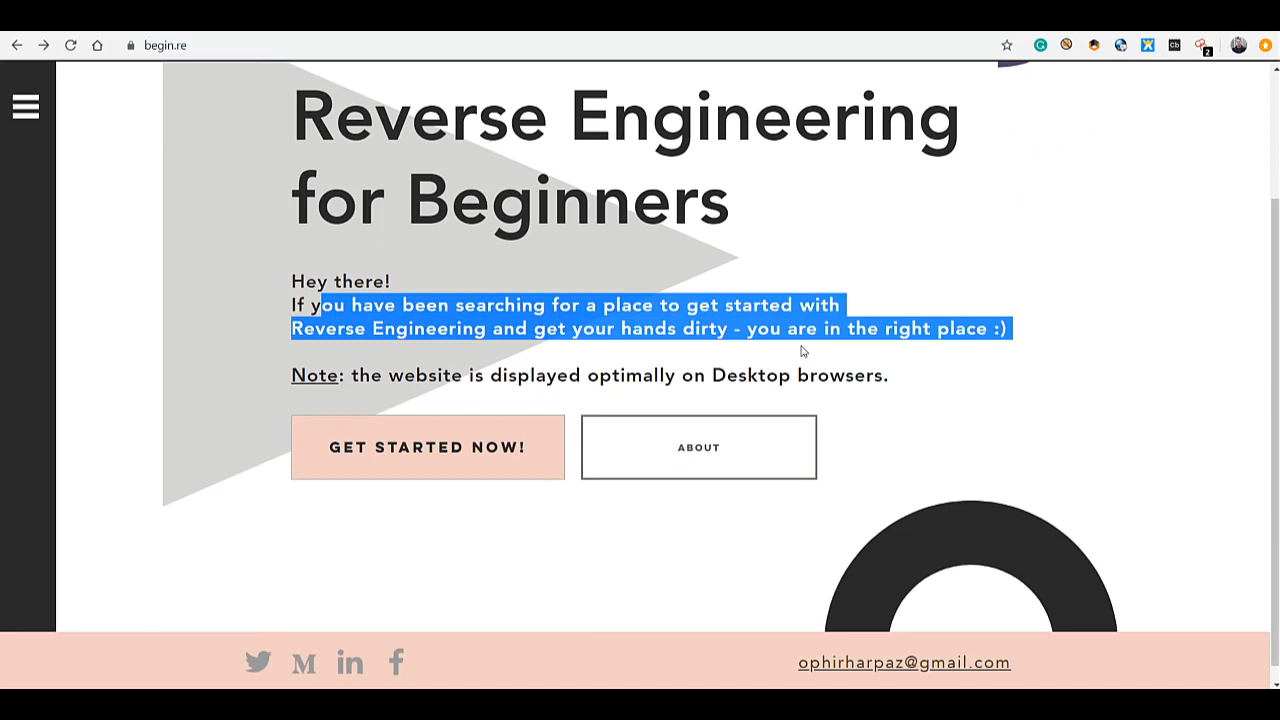 begin.re
Cb
2
Reverse Engineering
for Beginners
Hey there!
If you have been searching for a place to get started with
Reverse Engineering and get your hands dirty - you are in the right place :)
Note: the website is displayed optimally on Desktop browsers.
GET STARTED NOW!
ABOUT
ophirharpaz@gmail.com